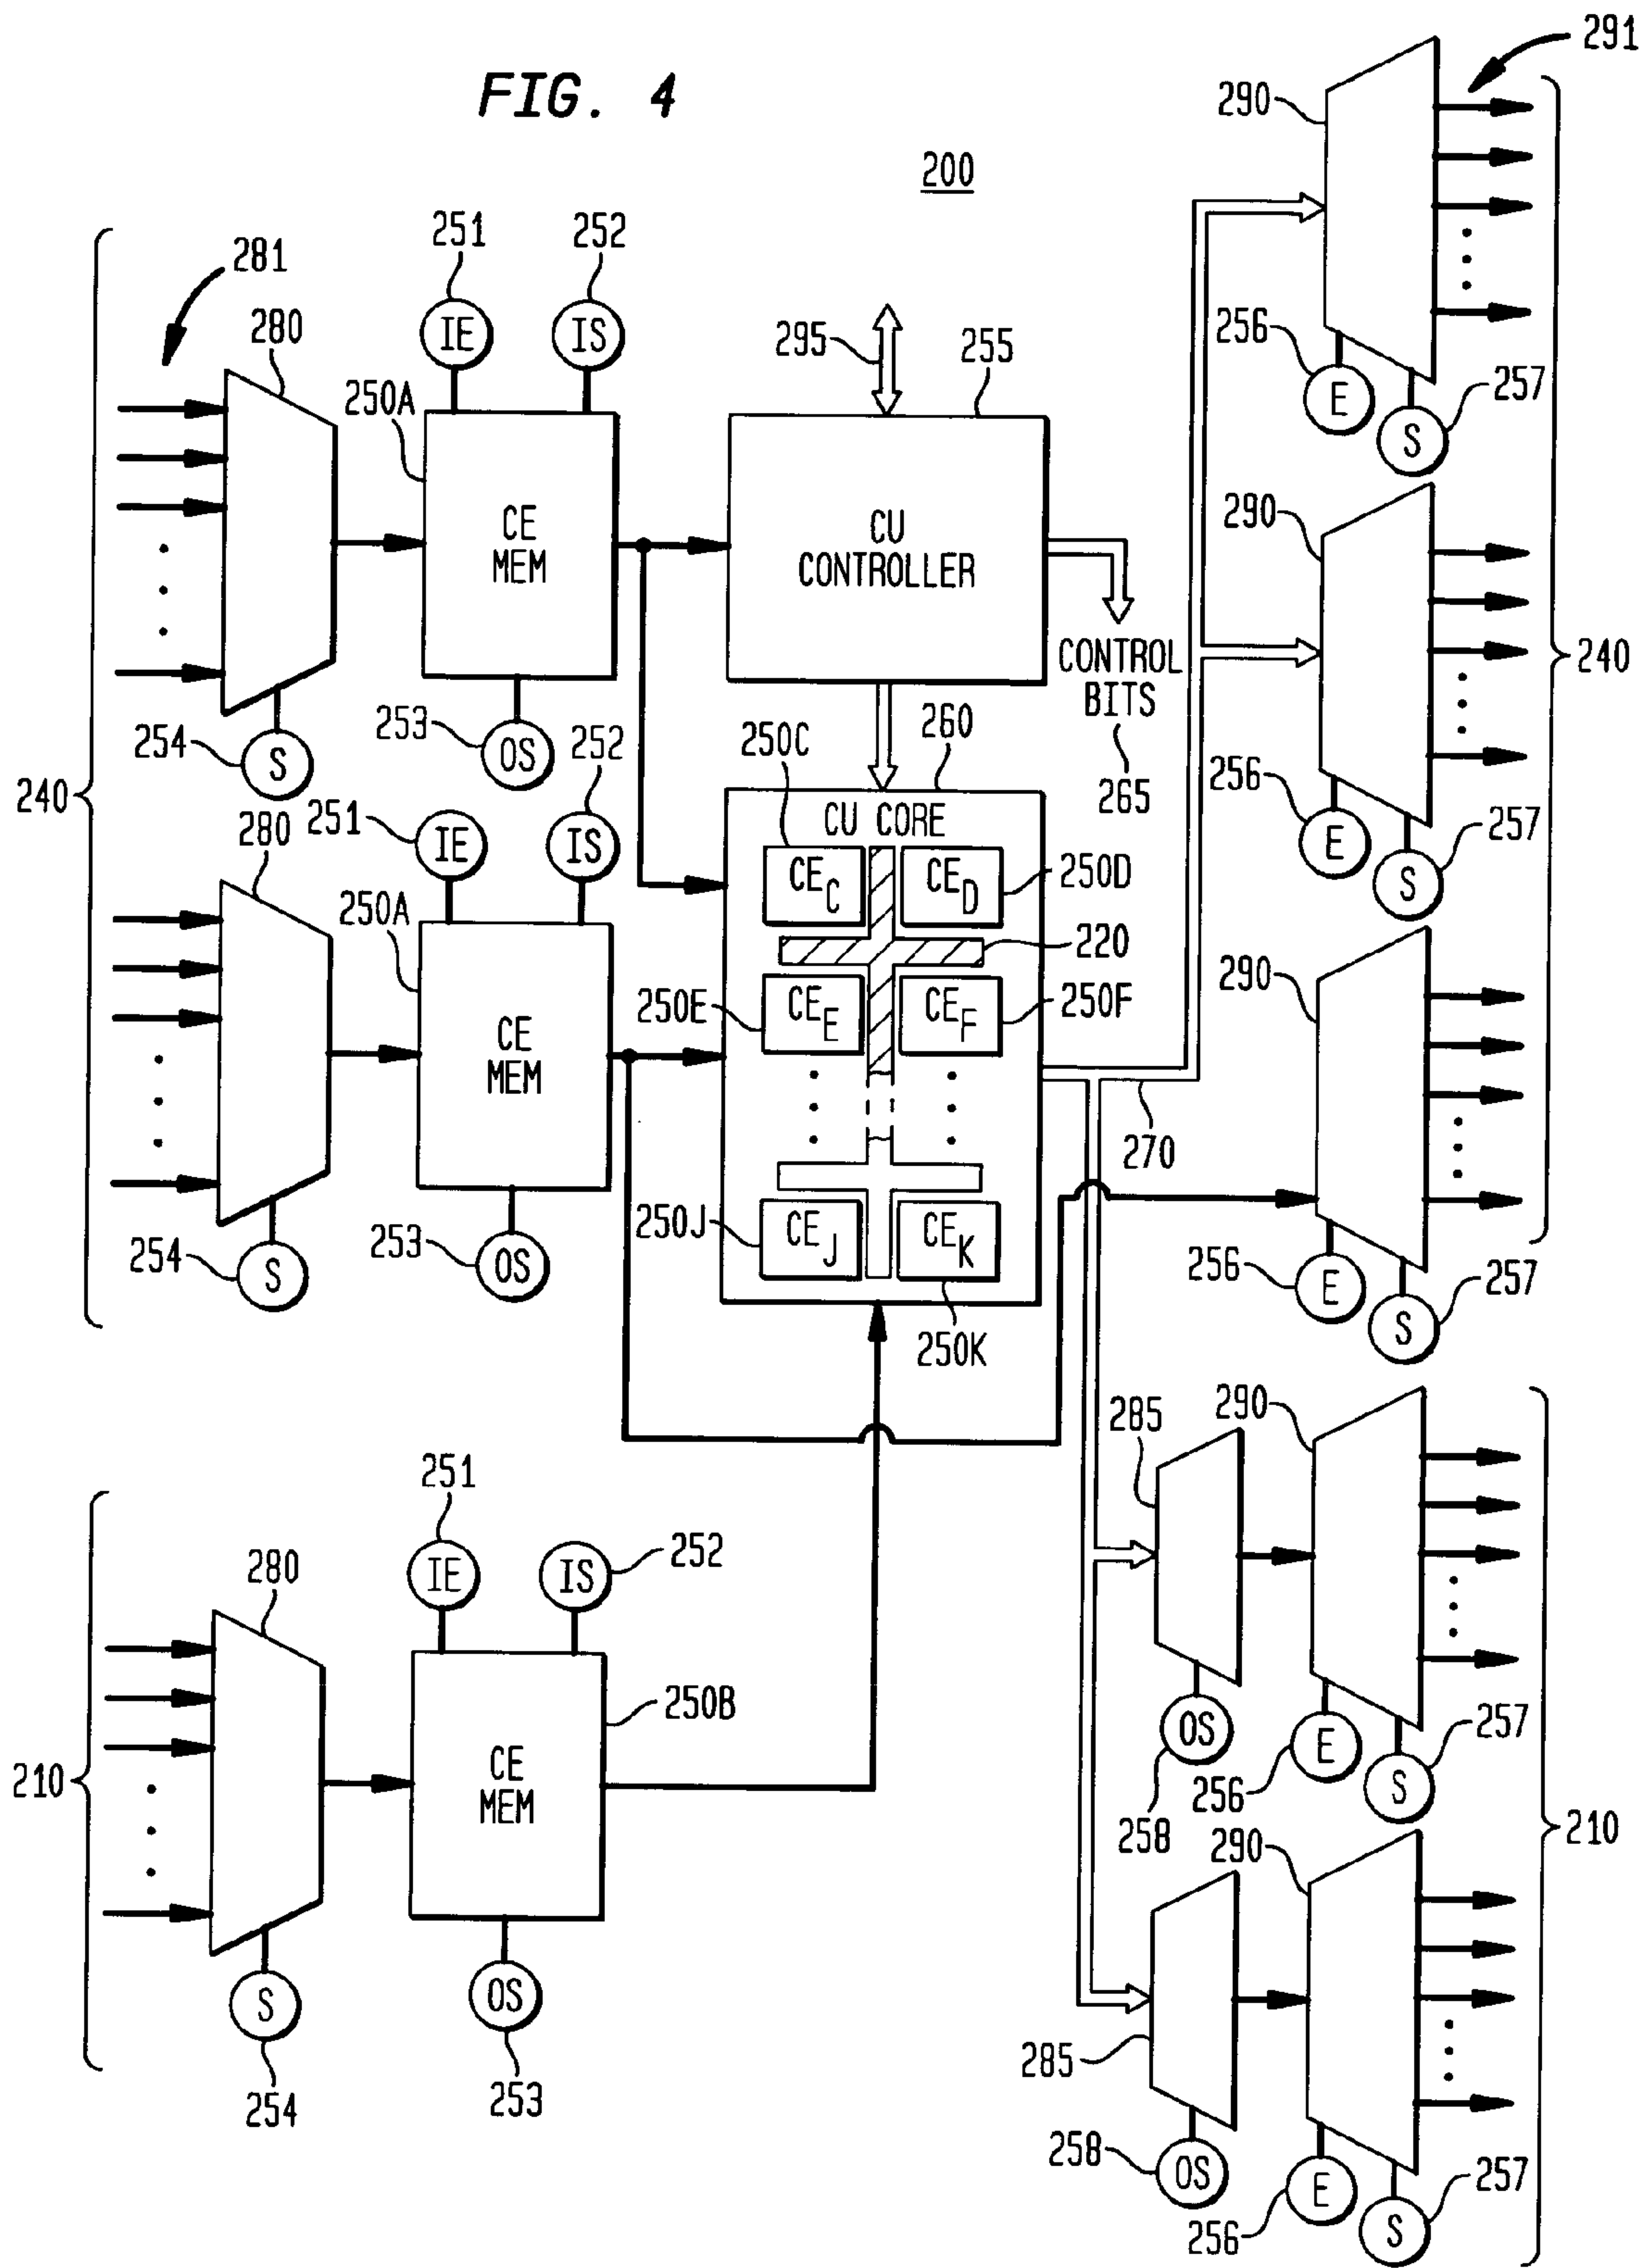 FIG. 4
200
291
290
256
E
257
S
240
281
280
254
S
251
IE
252
IS
250A
CE
MEM
253
OS
295
255
CU
CONTROLLER
CONTROL
BITS
265
290
256
E
257
S
240
280
254
S
251
IE
252
IS
250A
CE
MEM
253
OS
250C
260
CU CORE
CE C
CE D
250D
220
250E
CE E
CE F
250F
250J
CE J
CE K
250K
270
290
256
E
257
S
210
280
254
S
251
IE
252
IS
250B
CE
MEM
253
OS
285
258
OS
290
256
E
257
S
210
285
258
OS
290
256
E
257
S